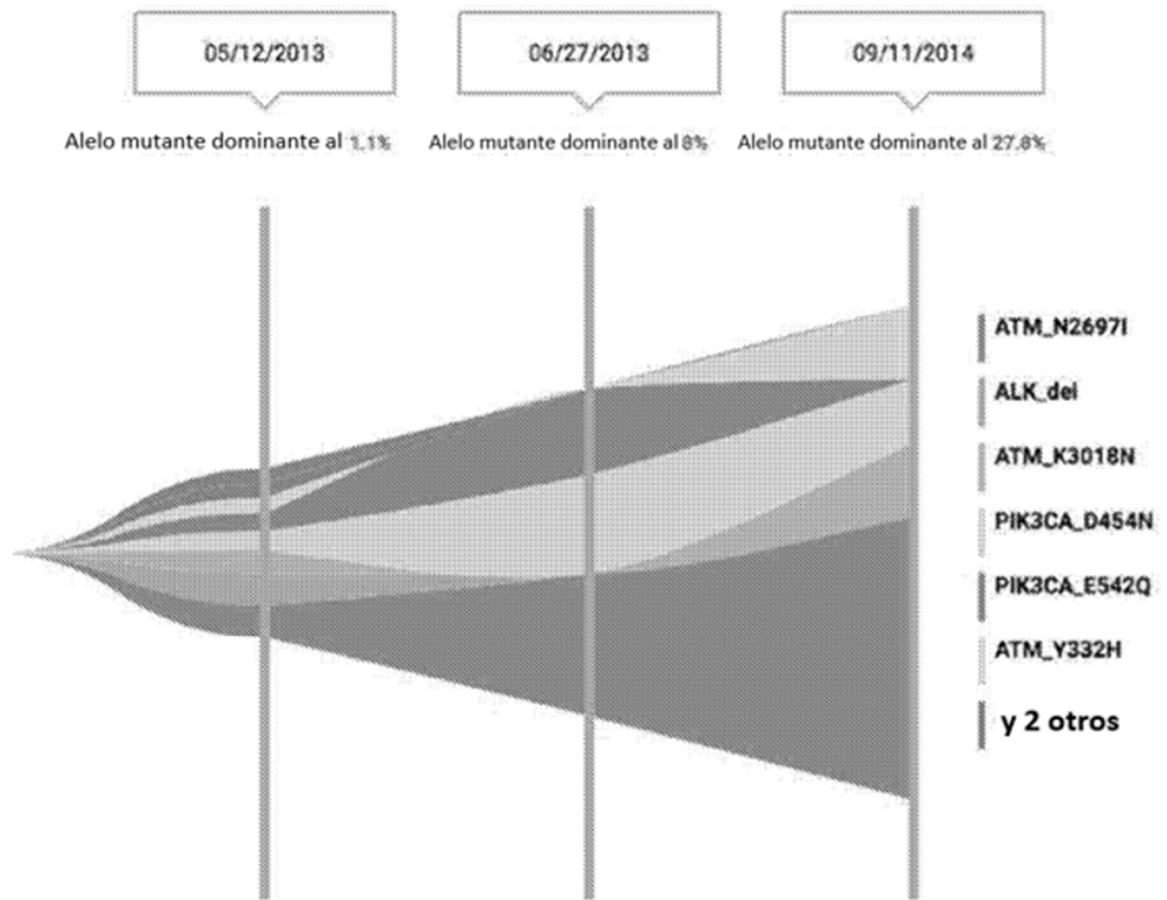 05/12/2013
06/27/2013
09/11/2014
Alelo mutante dominante al 1.1%
Alelo mutante dominante al 8%
Alelo mutante dominante al 27.8%
ATM_N2697I
ALK_del
ATM_K3018N
PIK3CA_D454N
PIK3CA_E542Q
ATM_Y332H
y 2 otros